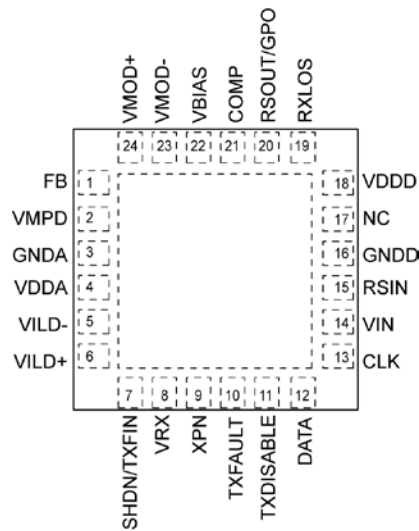 VMOD+
VMOD-
VBIAS
COMP
RSOUT/GPO
RXLOS
24 23 22 21 20 19
FB 1
VMPD 2
GNDA 3
VDDA 4
VILD- 5
VILD+ 6
18 VDDD
17 NC
16 GNDD
15 RSIN
14 VIN
13 CLK
7 8 9 10 11 12
SHDN/TXFIN
VRX
XPN
TXFAULT
TXDISABLE
DATA